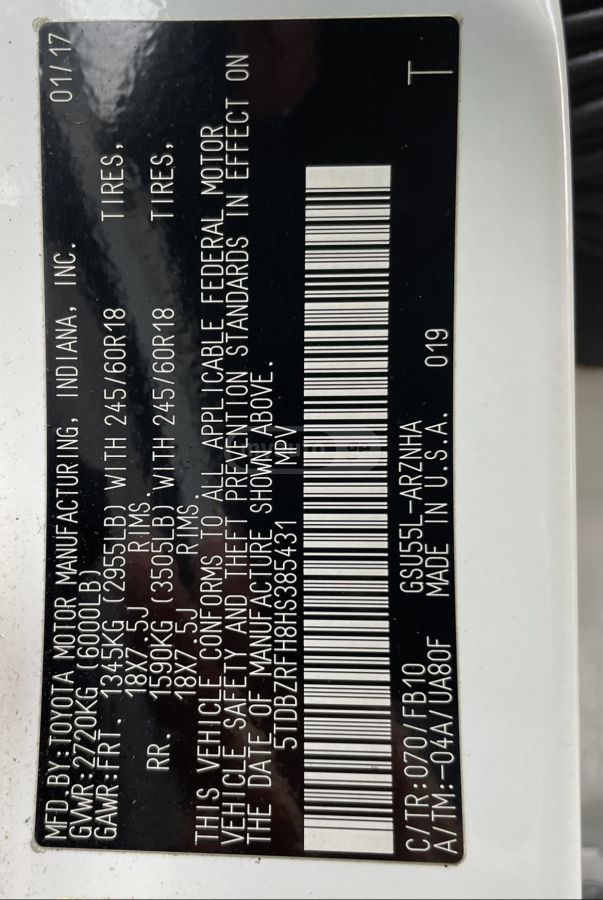 MFD.BY:TOYOTA MOTOR MANUFACTURING, INDIANA, INC. 01/17
GVWR:2720KG (6000LB)
GAWR:FRT. 1345KG (2955LB) WITH 245/60R18 TIRES,
18X7.5J RIMS.
RR. 1590KG (3505LB) WITH 245/60R18 TIRES,
18X7.5J RIMS.
THIS VEHICLE CONFORMS TO ALL APPLICABLE FEDERAL MOTOR
VEHICLE SAFETY AND THEFT PREVENTION STANDARDS IN EFFECT ON
THE DATE OF MANUFACTURE SHOWN ABOVE.
5TDBZRFH8HS385431 MPV
C/TR:070/FB10 GSU55L-ARZNHA T
A/TM:-04A/UA80F MADE IN U.S.A. 019